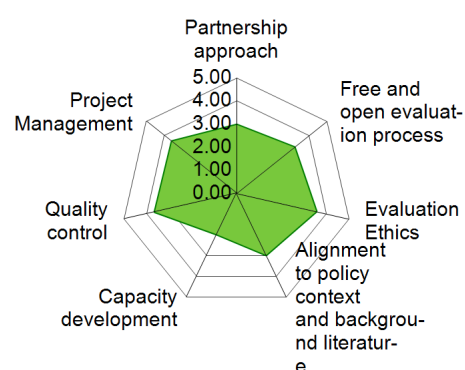 Partnership
approach
5.00
4.00
3.00
2.00
1.00
0.00
Free and
open evaluat-
ion process
Evaluation
Ethics
Alignment
to policy
context
and backgrou-
nd literatur-
e
Capacity
development
Quality
control
Project
Management